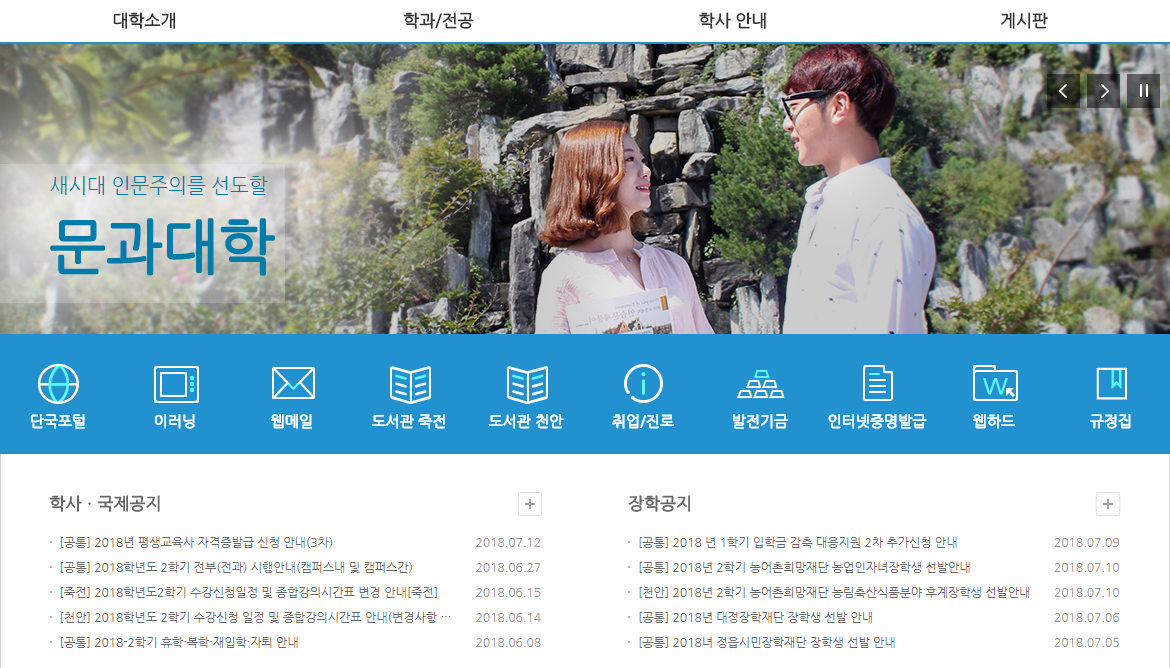 대학소개
학과/전공
학사 안내
게시판
새시대 인문주의를 선도할
문과대학
단국포털
이러닝
웹메일
도서관 죽전
도서관 천안
취업/진로
발전기금
인터넷증명발급
W
웹하드
규정집
학사 · 국제공지
· [공통] 2018년 평생교육사 자격증발급 신청 안내(3차) 2018.07.12
· [공통] 2018학년도 2학기 전부(전과) 시행안내(캠퍼스내 및 캠퍼스간) 2018.06.27
· [죽전] 2018학년도2학기 수강신청일정 및 종합강의시간표 변경 안내[죽전] 2018.06.15
· [천안] 2018학년도 2학기 수강신청 일정 및 종합강의시간표 안내(변경사항 … 2018.06.14
· [공통] 2018-2학기 휴학·복학·재입학·자퇴 안내 2018.06.08
장학공지
· [공통] 2018 년 1학기 입학금 감축 대응지원 2차 추가신청 안내 2018.07.09
· [공통] 2018년 2학기 농어촌희망재단 농업인자녀장학생 선발안내 2018.07.10
· [천안] 2018년 2학기 농어촌희망재단 농림축산식품분야 후계장학생 선발안내 2018.07.10
· [공통] 2018년 대정장학재단 장학생 선발 안내 2018.07.06
· [공통] 2018녀 정읍시민장학재단 장학생 선발 안내 2018.07.05